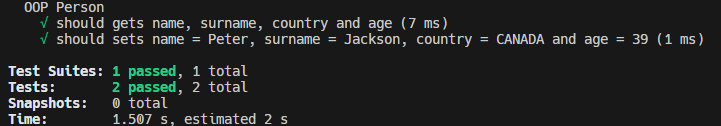 OOP Person
√ should gets name, surname, country and age (7 ms)
√ should sets name = Peter, surname = Jackson, country = CANADA and age = 39 (1 ms)
Test Suites: 1 passed, 1 total
Tests: 2 passed, 2 total
Snapshots: 0 total
Time: 1.507 s, estimated 2 s